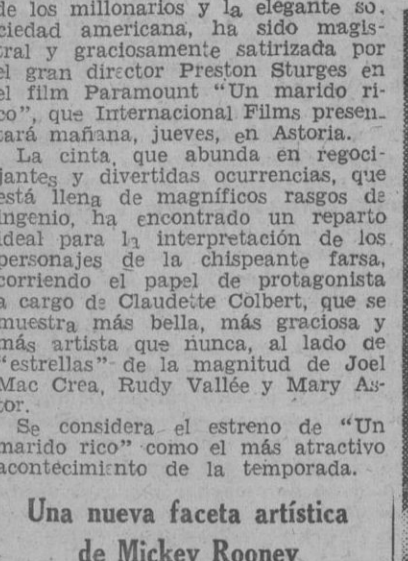 de los millonarios y la elegante so.
ciedad americana, ha sido magis-
tral y graciosamente satirizada por
el gran director Preston Sturges en
el film Paramount "Un marido ri-
co", que Internacional Films presen-
tará mañana, jueves, en Astoria.
La cinta, que abunda en regoci-
jantes y divertidas ocurrencias, que
está llena de magníficos rasgos de
ingenio, ha encontrado un reparto
ideal para la interpretación de los
personajes de la chispeante farsa,
corriendo el papel de protagonista
a cargo de Claudette Colbert, que se
muestra más bella, más graciosa y
más artista que nunca, al lado de
"estrellas" de la magnitud de Joel
Mac Crea, Rudy Vallée y Mary As-
tor.
Se considera el estreno de "Un
marido rico" como el más atractivo
acontecimiento de la temporada.
Una nueva faceta artística
de Mickey Rooney